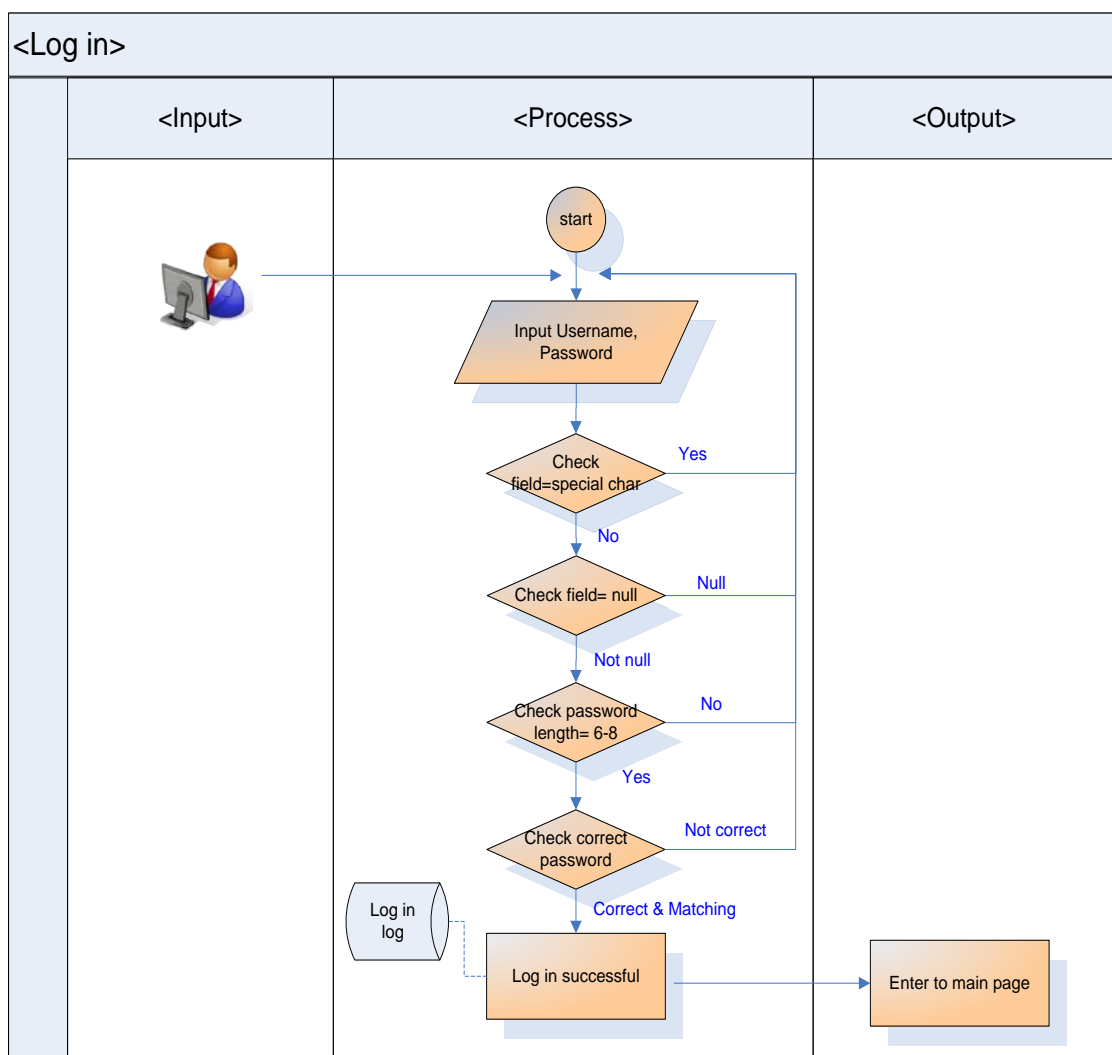 <Log in>
<Input>
<Process>
<Output>
start
Input Username,
Password
Check
field=special char
Yes
No
Check field= null
Null
Not null
Check password
length= 6-8
No
Yes
Check correct
password
Not correct
Correct & Matching
Log in
log
Log in successful
Enter to main page